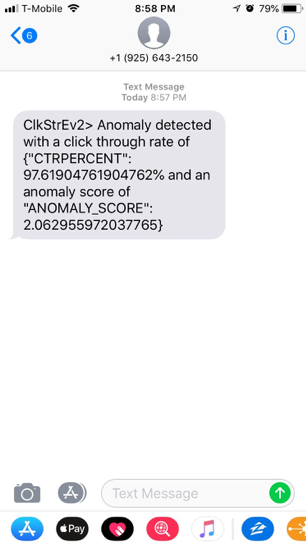 T-Mobile 8:58 PM 79%
6
+1 (925) 643-2150
Text Message
Today 8:57 PM
ClkStrEv2> Anomaly detected
with a click through rate of
{"CTRPERCENT":
97.61904761904762% and an
anomaly score of
"ANOMALY_SCORE":
2.062955972037765}
Text Message
Pay